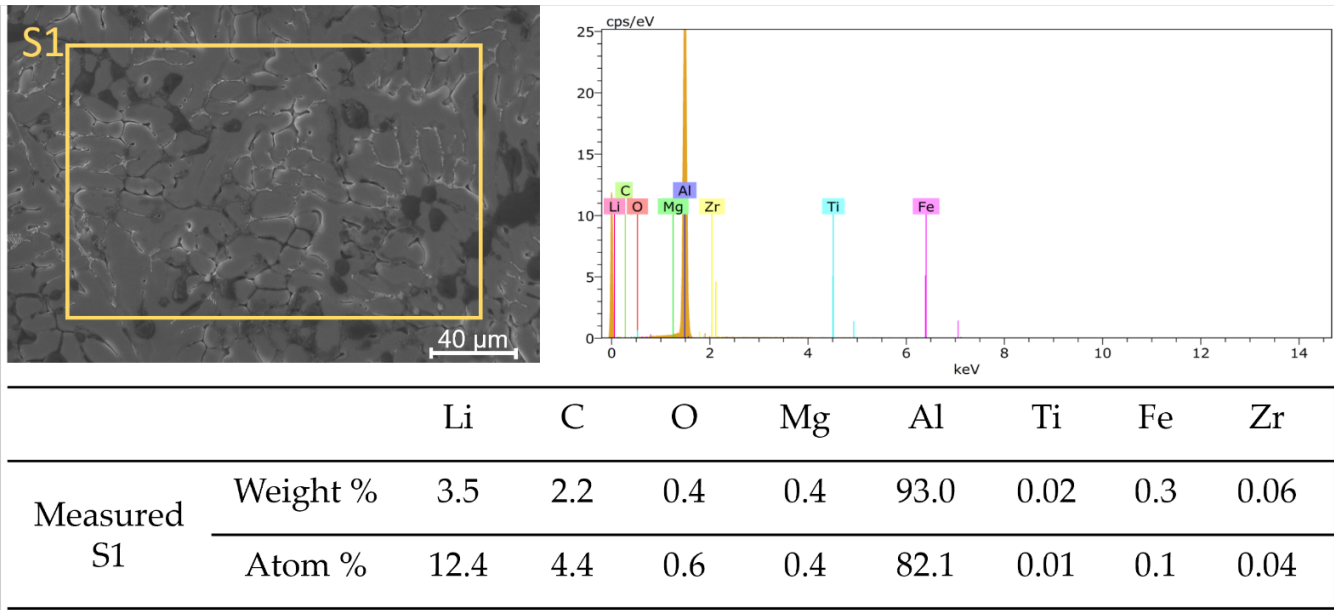 S1
40 µm
cps/eV
25
20
15
10
5
0
C Al
Li O Mg Zr Ti Fe
0 2 4 6 8 10 12 14
keV
Li C O Mg Al Ti Fe Zr
Measured S1
Weight % 3.5 2.2 0.4 0.4 93.0 0.02 0.3 0.06
Atom % 12.4 4.4 0.6 0.4 82.1 0.01 0.1 0.04